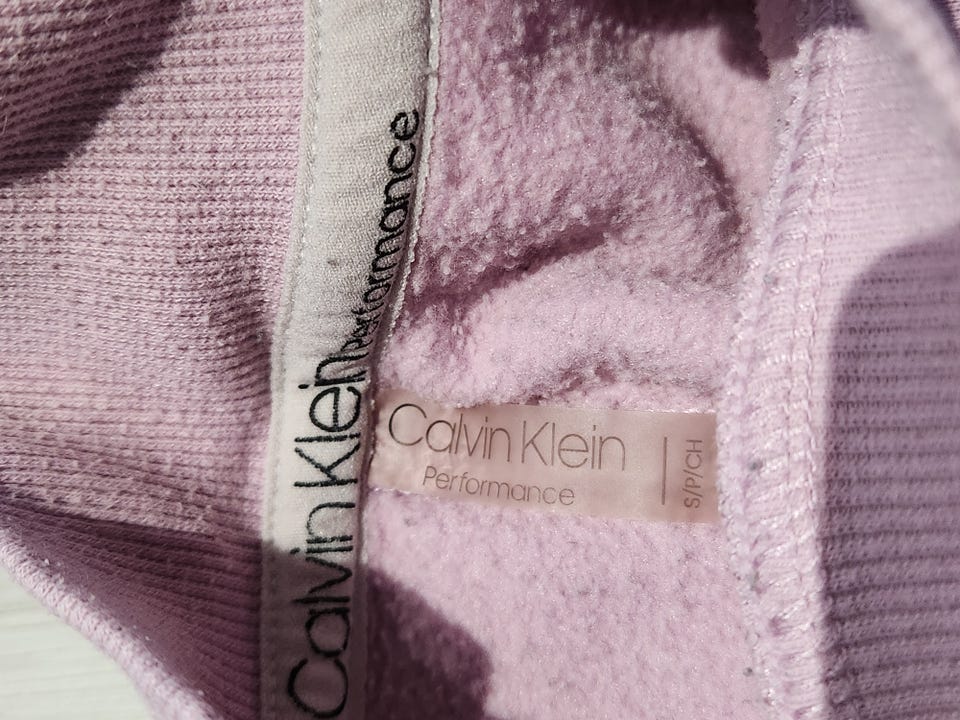 Calvin Klein Performance
Calvin Klein
Performance
S/P/CH